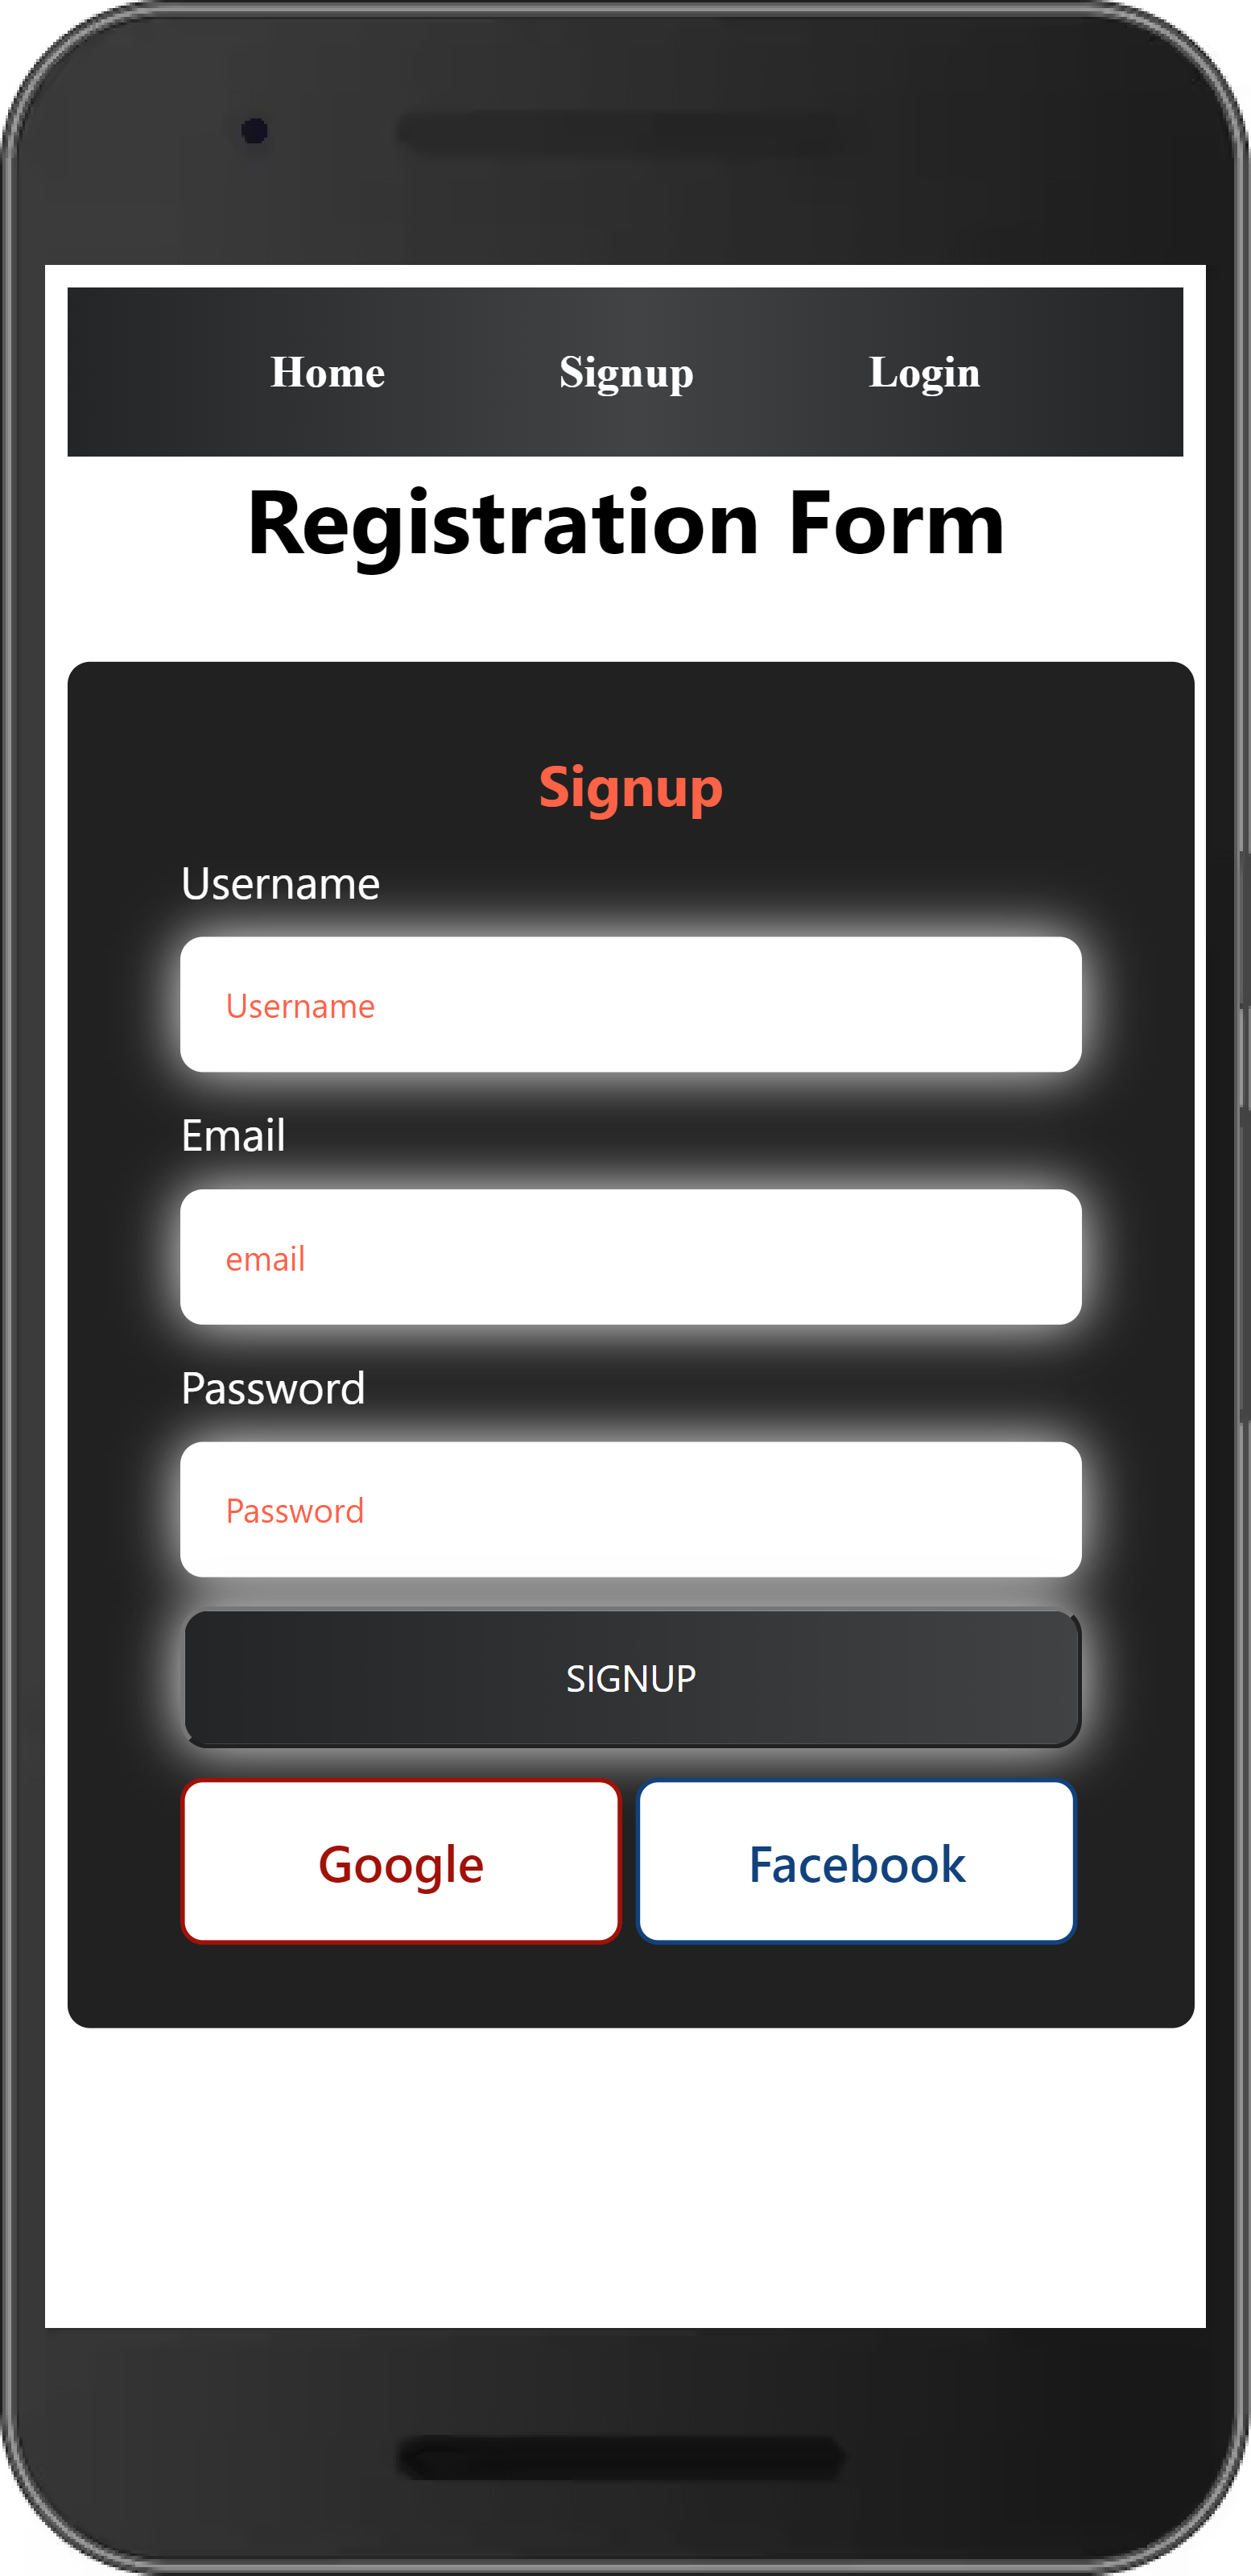 Home Signup Login
Registration Form
Signup
Username
Username
Email
email
Password
Password
SIGNUP
Google Facebook